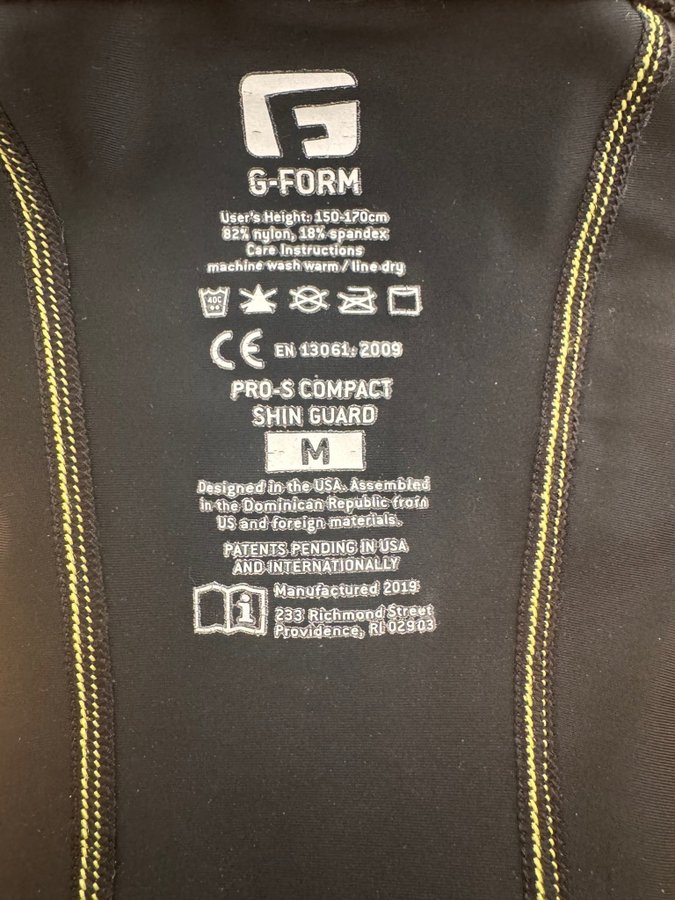 G-FORM
User's Height: 150-170cm
82% nylon, 18% spandex
Care Instructions
machine wash warm / line dry
40C
CE EN 13061: 2009
PRO-S COMPACT
SHIN GUARD
M
Designed in the USA. Assembled
in the Dominican Republic from
US and foreign materials.
PATENTS PENDING IN USA
AND INTERNATIONALLY
i
Manufactured 2019
233 Richmond Street
Providence, RI 02903